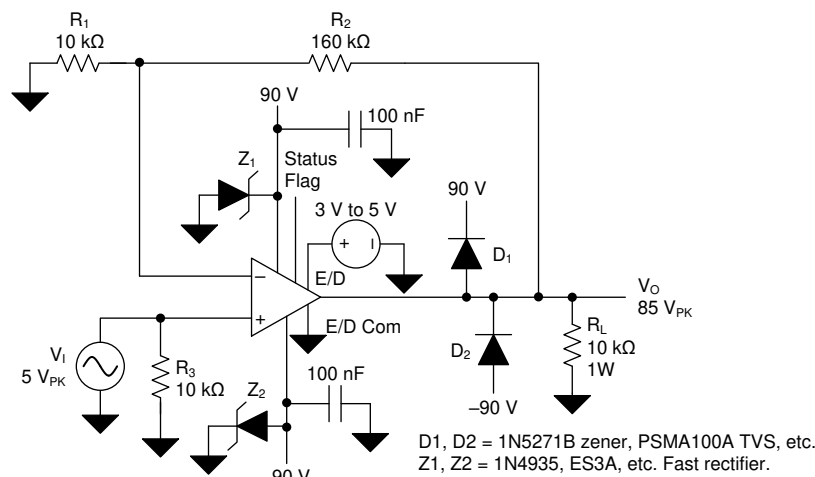 R1
10 kΩ
R2
160 kΩ
90 V
100 nF
Z1
Status
Flag
3 V to 5 V
+ I
90 V
D1
−
E/D
+
E/D Com
VO
85 VPK
VI
5 VPK
R3
10 kΩ
Z2
100 nF
D2
–90 V
RL
10 kΩ
1W
90 V
D1, D2 = 1N5271B zener, PSMA100A TVS, etc.
Z1, Z2 = 1N4935, ES3A, etc. Fast rectifier.